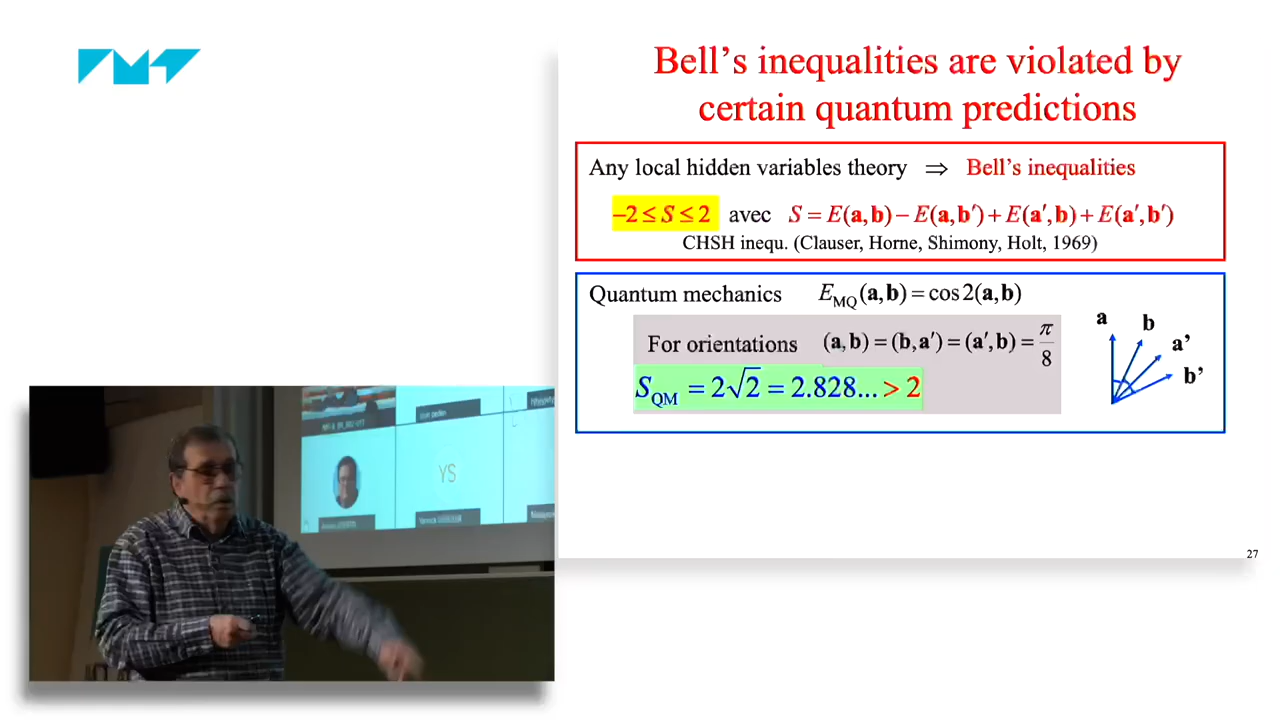 Bell’s inequalities are violated by
certain quantum predictions
Any local hidden variables theory ⇒ Bell’s inequalities
−2 ≤ S ≤ 2 avec S = E(a,b) − E(a,b′) + E(a′,b) + E(a′,b′)
CHSH inequ. (Clauser, Horne, Shimony, Holt, 1969)
Quantum mechanics E_MQ(a,b) = cos 2(a,b)
For orientations (a,b) = (b,a′) = (a′,b) = π/8
S_QM = 2√2 = 2.828... > 2
a b a’ b’
YS
27